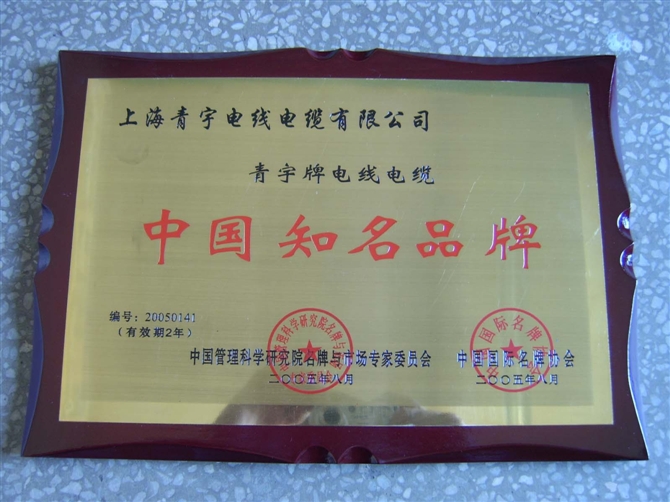 上海青宇电线电缆有限公司
青宇牌电线电缆
中国 知名品牌
编号：20050141
（有效期2年）
中国管理科学研究院名牌与市场专家委员会
二〇〇五年八月
中国国际名牌协会
二〇〇五年八月